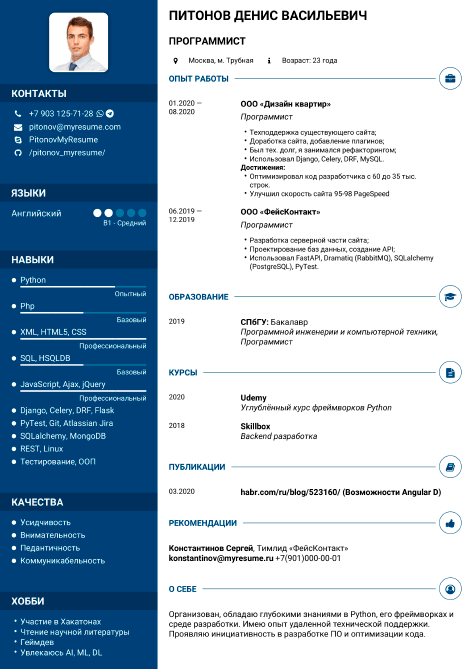 ПИТОНОВ ДЕНИС ВАСИЛЬЕВИЧ
ПРОГРАММИСТ
Москва, м. Трубная
Возраст: 23 года
КОНТАКТЫ
+7 903 125-71-28
pitonov@myresume.com
PitonovMyResume
/pitonov_myresume/
ЯЗЫКИ
Английский
B1 - Средний
НАВЫКИ
Python
Опытный
Php
Базовый
XML, HTML5, CSS
Профессиональный
SQL, HSQLDB
Базовый
JavaScript, Ajax, jQuery
Профессиональный
Django, Celery, DRF, Flask
PyTest, Git, Atlassian Jira
SQLalchemy, MongoDB
REST, Linux
Тестирование, ООП
КАЧЕСТВА
Усидчивость
Внимательность
Педантичность
Коммуникабельность
ХОББИ
Участие в Хакатонах
Чтение научной литературы
Геймдев
Увлекаюсь AI, ML, DL
ОПЫТ РАБОТЫ
01.2020 —
08.2020
ООО «Дизайн квартир»
Программист
Техподдержка существующего сайта;
Доработка сайта, добавление плагинов;
Был тех. долг, я занимался рефакторингом;
Использовал Django, Celery, DRF, MySQL.
Достижения:
Оптимизировал код разработчика с 60 до 35 тыс.
строк.
Улучшил скорость сайта 95-98 PageSpeed
06.2019 —
12.2019
ООО «ФейсКонтакт»
Программист
Разработка серверной части сайта;
Проектирование баз данных, создание API;
Использовал FastAPI, Dramatiq (RabbitMQ), SQLalchemy
(PostgreSQL), PyTest.
ОБРАЗОВАНИЕ
2019
СПбГУ: Бакалавр
Программной инженерии и компьютерной техники,
Программист
КУРСЫ
2020
Udemy
Углублённый курс фреймворков Python
2018
Skillbox
Backend разработка
ПУБЛИКАЦИИ
03.2020
habr.com/ru/blog/523160/ (Возможности Angular D)
РЕКОМЕНДАЦИИ
Константинов Сергей, Тимлид «ФейсКонтакт»
konstantinov@myresume.ru +7(901)000-00-01
О СЕБЕ
Организован, обладаю глубокими знаниями в Python, его фреймворках и
среде разработки. Имею опыт удаленной технической поддержки.
Проявляю инициативность в разработке ПО и оптимизации кода.